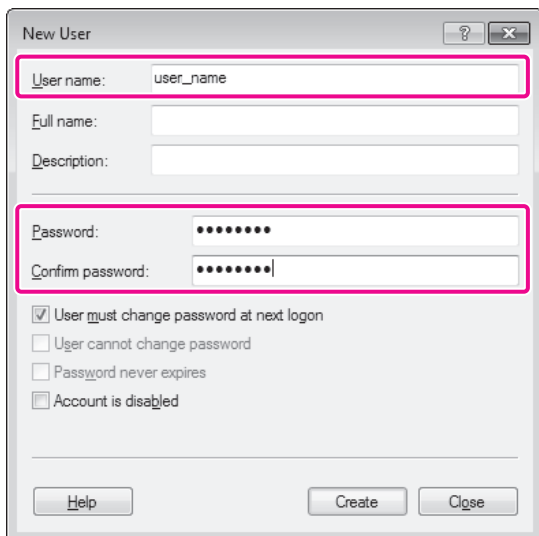 New User
User name: user_name
Full name:
Description:
Password: ••••••••
Confirm password: ••••••••
User must change password at next logon
User cannot change password
Password never expires
Account is disabled
Help Create Close